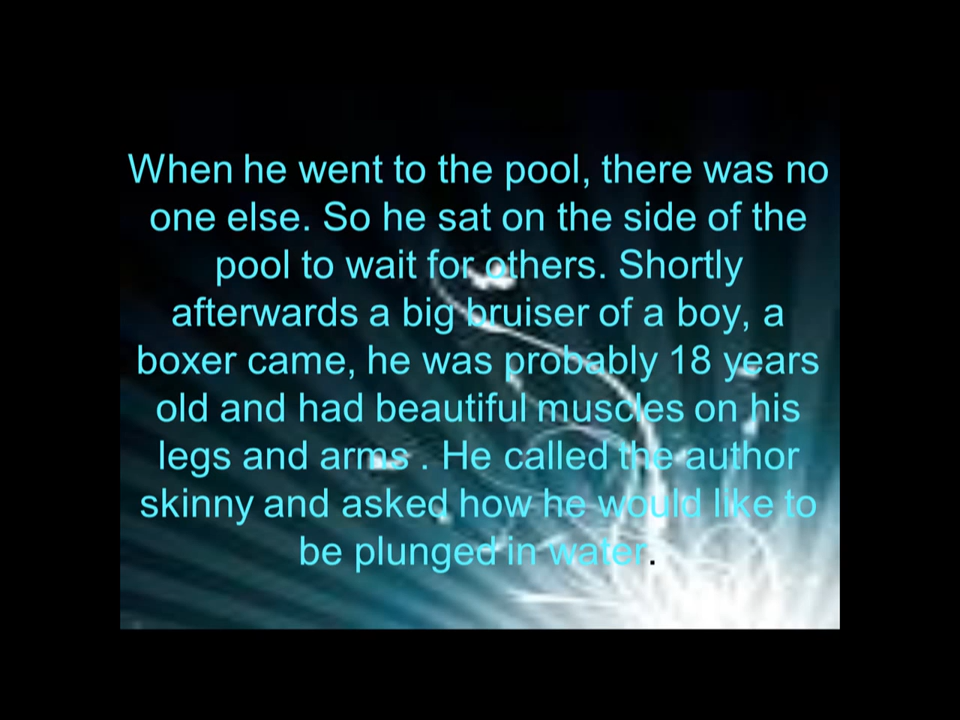 When he went to the pool, there was no
one else. So he sat on the side of the
pool to wait for others. Shortly
afterwards a big bruiser of a boy, a
boxer came, he was probably 18 years
old and had beautiful muscles on his
legs and arms . He called the author
skinny and asked how he would like to
be plunged in water.